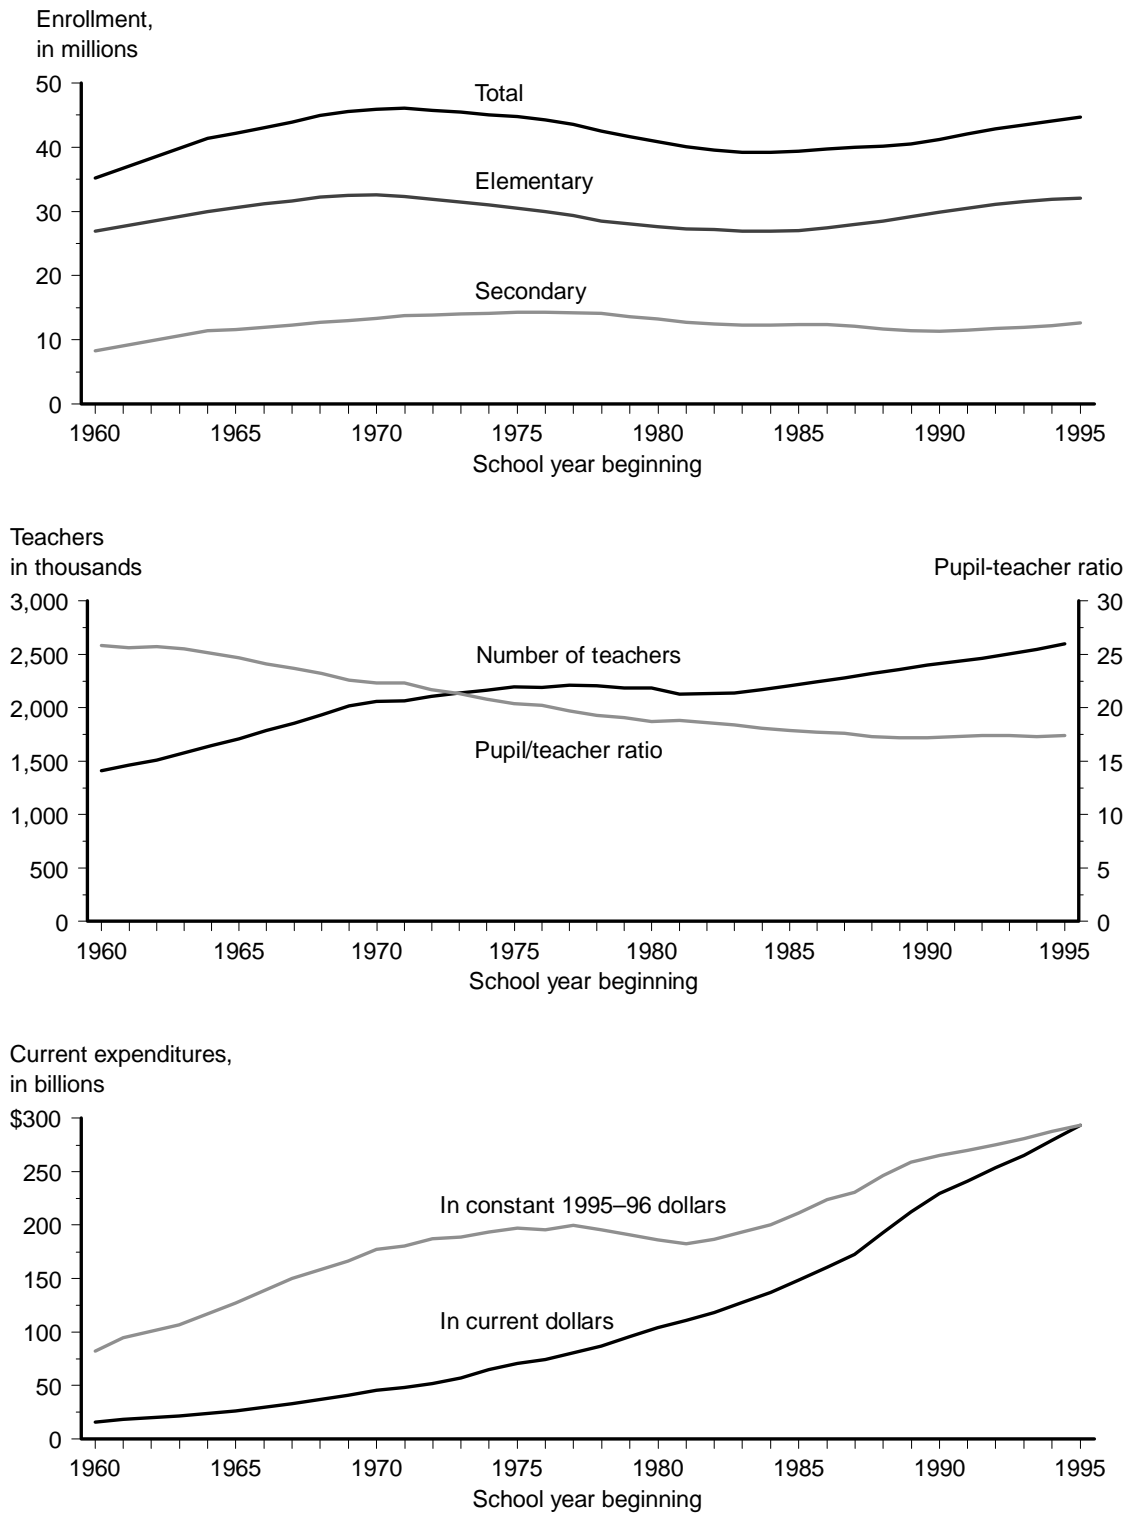 Enrollment,
in millions
50
Total
40
Elementary
30
20
Secondary
10
0
1960 1965 1970 1975 1980 1985 1990 1995
School year beginning
Teachers
in thousands
Pupil-teacher ratio
3,000 30
Number of teachers
2,500 25
2,000 20
Pupil/teacher ratio
1,500 15
1,000 10
500 5
0 0
1960 1965 1970 1975 1980 1985 1990 1995
School year beginning
Current expenditures,
in billions
$300
250
In constant 1995–96 dollars
200
150
In current dollars
100
50
0
1960 1965 1970 1975 1980 1985 1990 1995
School year beginning